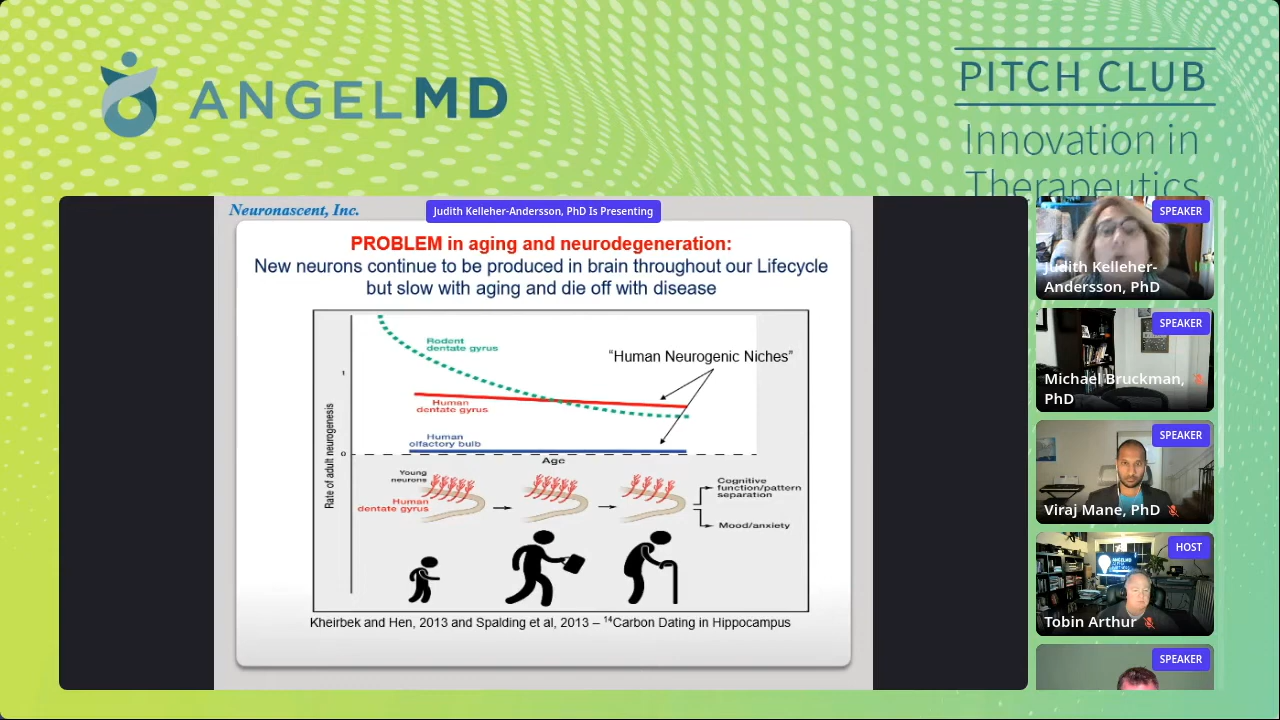 ANGELMD
PITCH CLUB
Innovation in
Therapeutics
Neuronascent, Inc.
Judith Kelleher-Andersson, PhD Is Presenting
PROBLEM in aging and neurodegeneration:
New neurons continue to be produced in brain throughout our Lifecycle
but slow with aging and die off with disease
Rodent
dentate gyrus
"Human Neurogenic Niches"
1
Human
dentate gyrus
Human
olfactory bulb
0
Age
Rate of adult neurogenesis
Young
neurons
Human
dentate gyrus
Cognitive
function/pattern
separation
Mood/anxiety
Kheirbek and Hen, 2013 and Spalding et al, 2013 – ¹⁴Carbon Dating in Hippocampus
SPEAKER
Judith Kelleher-
Andersson, PhD
SPEAKER
Michael Bruckman,
PhD
SPEAKER
Viraj Mane, PhD
HOST
Tobin Arthur
SPEAKER